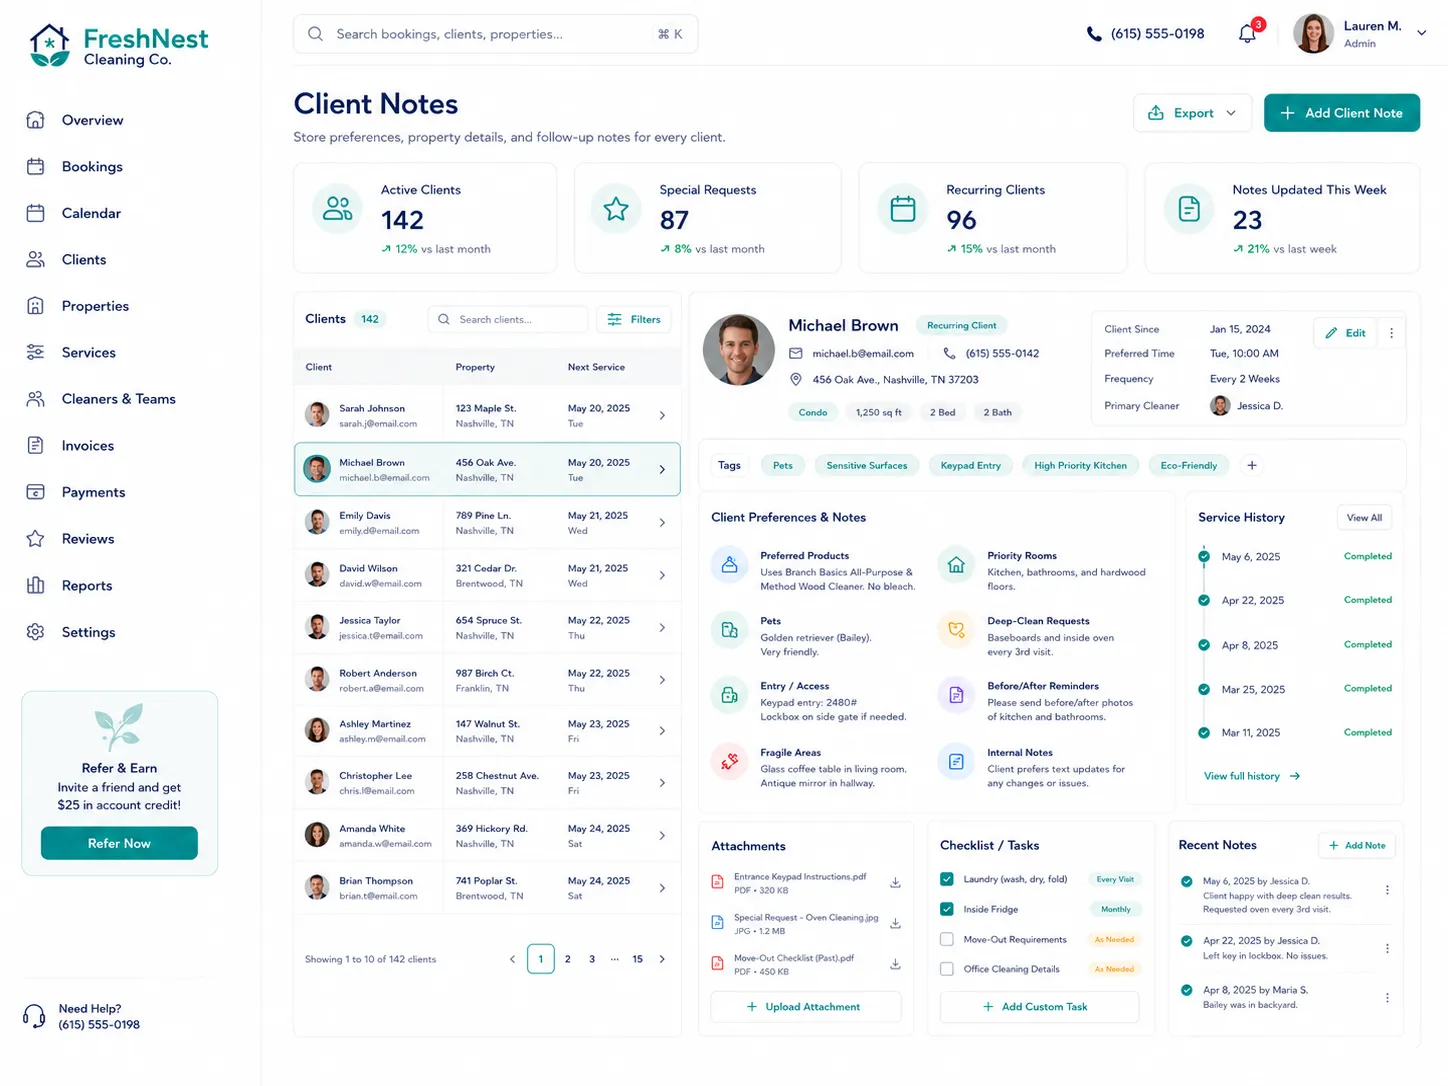 FreshNest
Cleaning Co.
Search bookings, clients, properties...
⌘ K
(615) 555-0198
3
Lauren M.
Admin
Overview
Bookings
Calendar
Clients
Properties
Services
Cleaners & Teams
Invoices
Payments
Reviews
Reports
Settings
Refer & Earn
Invite a friend and get
$25 in account credit!
Refer Now
Need Help?
(615) 555-0198
Client Notes
Store preferences, property details, and follow-up notes for every client.
Export
Add Client Note
Active Clients
142
12% vs last month
Special Requests
87
8% vs last month
Recurring Clients
96
15% vs last month
Notes Updated This Week
23
21% vs last week
Clients 142
Search clients...
Filters
Client Property Next Service
Sarah Johnson 123 Maple St. May 20, 2025
sarah.j@email.com Nashville, TN Tue
Michael Brown 456 Oak Ave. May 20, 2025
michael.b@email.com Nashville, TN Tue
Emily Davis 789 Pine Ln. May 21, 2025
emily.d@email.com Nashville, TN Wed
David Wilson 321 Cedar Dr. May 21, 2025
david.w@email.com Brentwood, TN Wed
Jessica Taylor 654 Spruce St. May 22, 2025
jessica.t@email.com Nashville, TN Thu
Robert Anderson 987 Birch Ct. May 22, 2025
robert.a@email.com Franklin, TN Thu
Ashley Martinez 147 Walnut St. May 23, 2025
ashley.m@email.com Nashville, TN Fri
Christopher Lee 258 Chestnut Ave. May 23, 2025
chris.l@email.com Nashville, TN Fri
Amanda White 369 Hickory Rd. May 24, 2025
amanda.w@email.com Nashville, TN Sat
Brian Thompson 741 Poplar St. May 24, 2025
brian.t@email.com Brentwood, TN Sat
Showing 1 to 10 of 142 clients
1 2 3 ... 15
Michael Brown Recurring Client
michael.b@email.com (615) 555-0142
456 Oak Ave., Nashville, TN 37203
Condo 1,250 sq ft 2 Bed 2 Bath
Client Since Jan 15, 2024
Preferred Time Tue, 10:00 AM
Frequency Every 2 Weeks
Primary Cleaner Jessica D.
Edit
Tags Pets Sensitive Surfaces Keypad Entry High Priority Kitchen Eco-Friendly
Client Preferences & Notes
Preferred Products
Uses Branch Basics All-Purpose &
Method Wood Cleaner. No bleach.
Priority Rooms
Kitchen, bathrooms, and hardwood
floors.
Pets
Golden retriever (Bailey).
Very friendly.
Deep-Clean Requests
Baseboards and inside oven
every 3rd visit.
Entry / Access
Keypad entry: 2480#
Lockbox on side gate if needed.
Before/After Reminders
Please send before/after photos
of kitchen and bathrooms.
Fragile Areas
Glass coffee table in living room.
Antique mirror in hallway.
Internal Notes
Client prefers text updates for
any changes or issues.
Service History
View All
May 6, 2025 Completed
Apr 22, 2025 Completed
Apr 8, 2025 Completed
Mar 25, 2025 Completed
Mar 11, 2025 Completed
View full history
Attachments
Entrance Keypad Instructions.pdf
PDF • 320 KB
Special Request - Oven Cleaning.jpg
JPG • 1.2 MB
Move-Out Checklist (Past).pdf
PDF • 450 KB
Upload Attachment
Checklist / Tasks
Laundry (wash, dry, fold) Every Visit
Inside Fridge Monthly
Move-Out Requirements As Needed
Office Cleaning Details As Needed
Add Custom Task
Recent Notes
Add Note
May 6, 2025 by Jessica D.
Client happy with deep clean results.
Requested oven every 3rd visit.
Apr 22, 2025 by Jessica D.
Left key in lockbox. No issues.
Apr 8, 2025 by Maria S.
Bailey was in backyard.